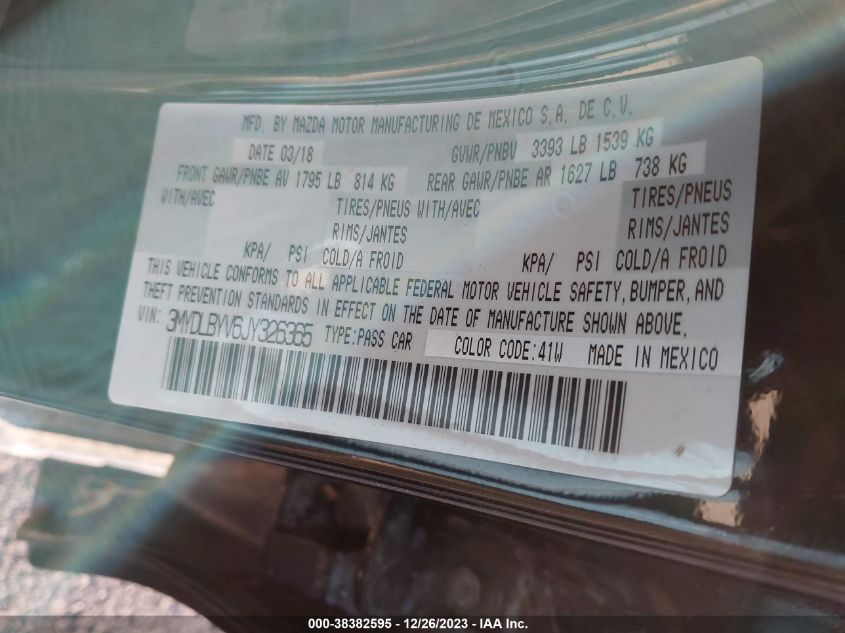 MFD. BY MAZDA MOTOR MANUFACTURING DE MEXICO S.A. DE C.V.
DATE 03/18 GVWR/PNBV 3393 LB 1539 KG
FRONT GAWR/PNBE AV 1795 LB 814 KG REAR GAWR/PNBE AR 1627 LB 738 KG
WITH/AVEC TIRES/PNEUS WITH/AVEC TIRES/PNEUS
RIMS/JANTES RIMS/JANTES
KPA/ PSI COLD/A FROID KPA/ PSI COLD/A FROID
THIS VEHICLE CONFORMS TO ALL APPLICABLE FEDERAL MOTOR VEHICLE SAFETY, BUMPER, AND
THEFT PREVENTION STANDARDS IN EFFECT ON THE DATE OF MANUFACTURE SHOWN ABOVE.
VIN: 3MYDLBYV6JY326365 TYPE:PASS CAR COLOR CODE:41W MADE IN MEXICO
000-38382595 - 12/26/2023 - IAA Inc.